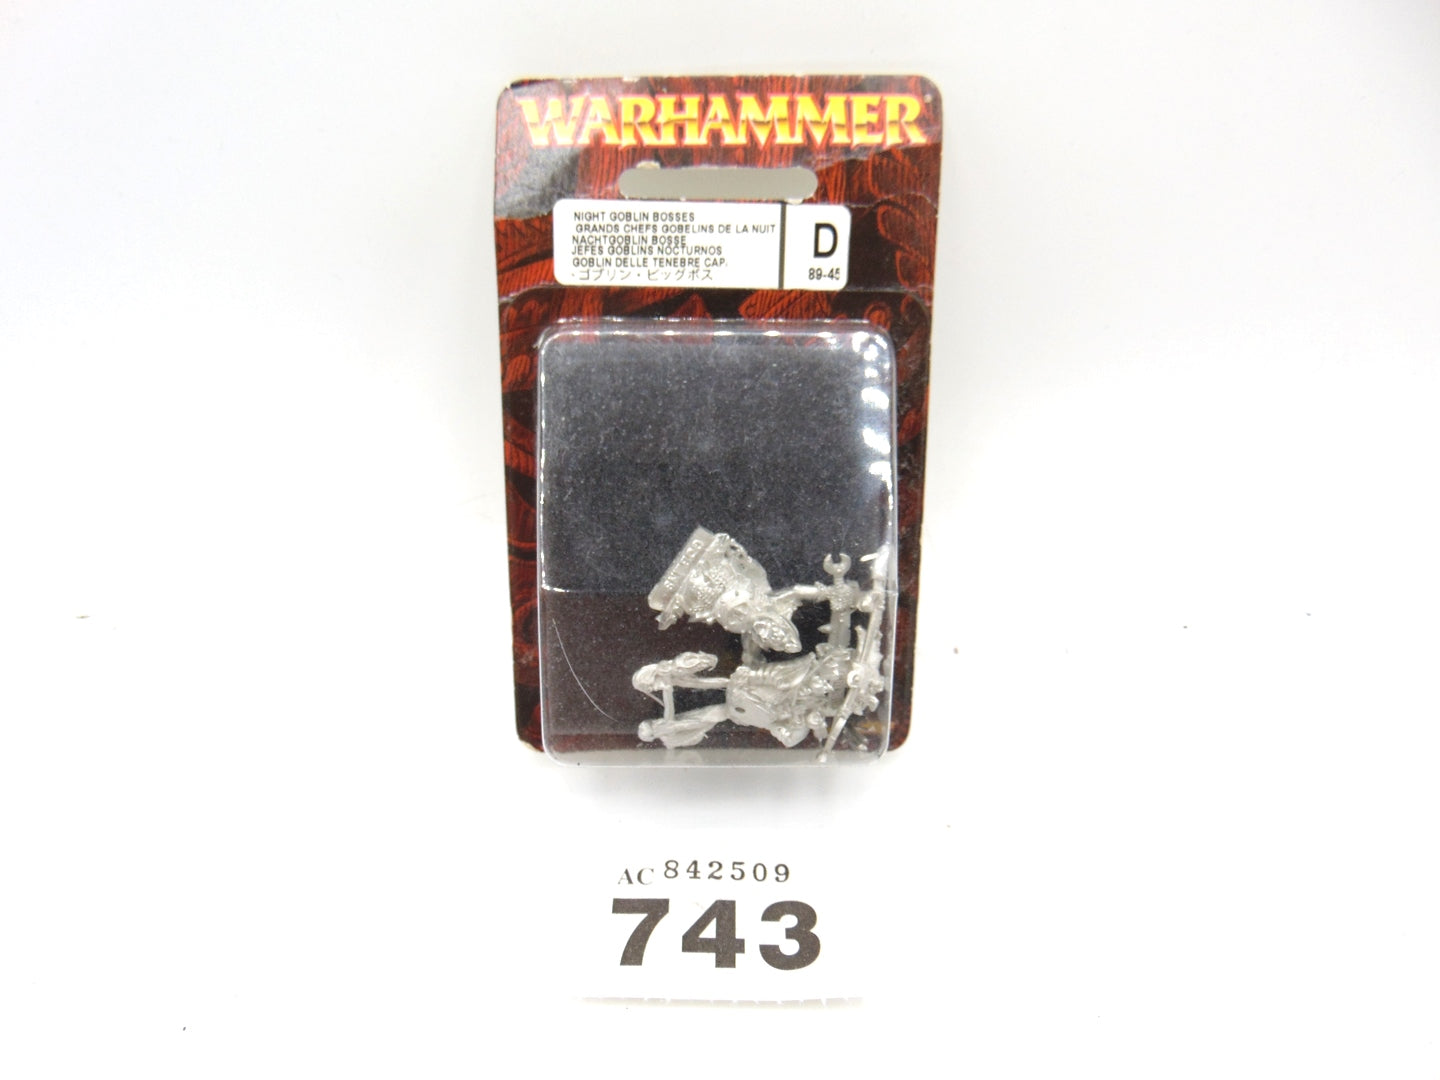 WARHAMMER
NIGHT GOBLIN BOSSES
GRANDS CHEFS GOBELINS DE LA NUIT
NACHTGOBLIN BOSSE
JEFES GOBLINS NOCTURNOS
GOBLIN DELLE TENEBRE CAP.
・ゴブリン・ビッグボス
D
89-45
AC 842509
743